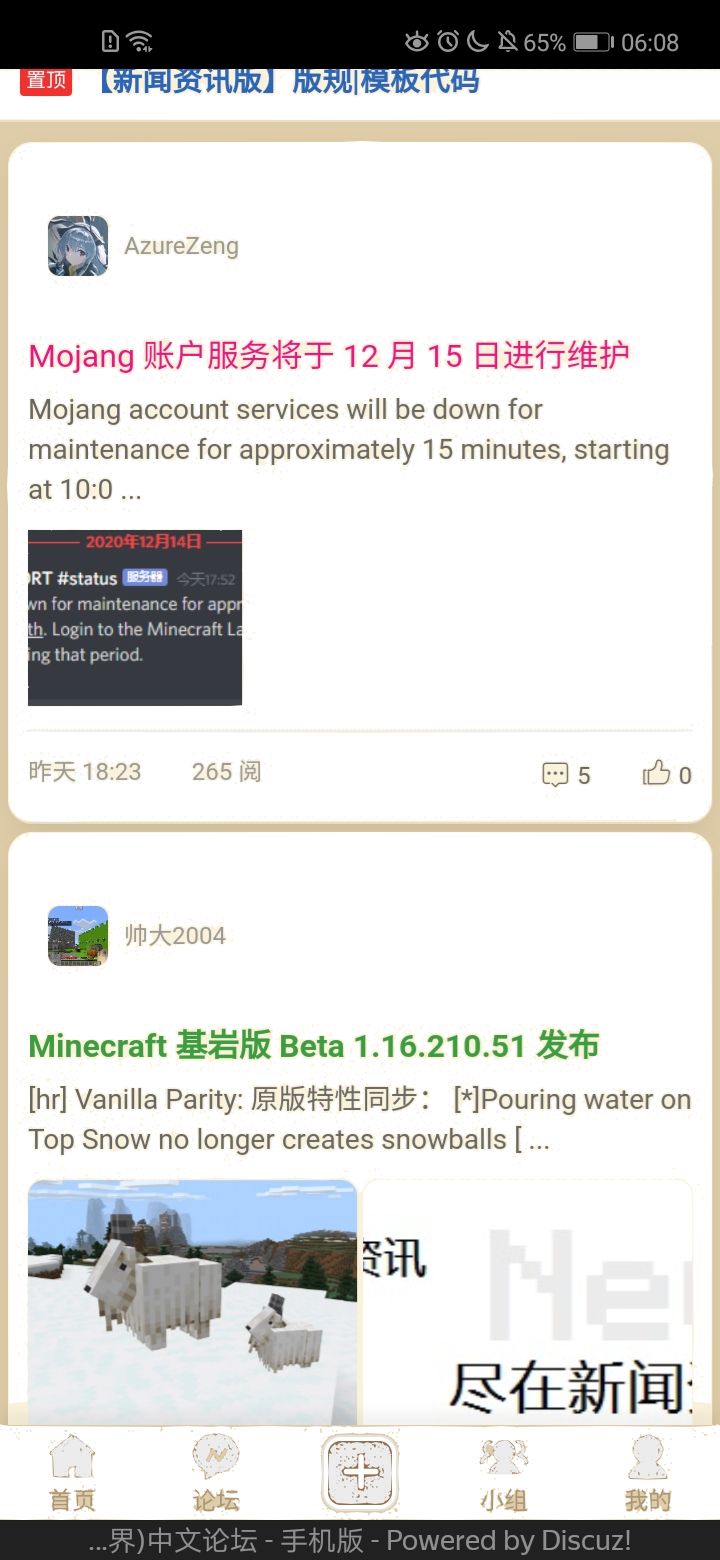 65% 06:08
置顶 【新闻资讯版】版规|模板代码
AzureZeng
Mojang 账户服务将于 12 月 15 日进行维护
Mojang account services will be down for
maintenance for approximately 15 minutes, starting
at 10:0 ...
2020年12月14日
ORT #status 服务器 今天17:52
wn for maintenance for appr
th. Login to the Minecraft La
ing that period.
昨天 18:23 265 阅 5 0
帅大2004
Minecraft 基岩版 Beta 1.16.210.51 发布
[hr] Vanilla Parity: 原版特性同步： [*]Pouring water on
Top Snow no longer creates snowballs [ ...
资讯
Ne
尽在新闻资
首页 论坛 小组 我的
...界)中文论坛 - 手机版 - Powered by Discuz!